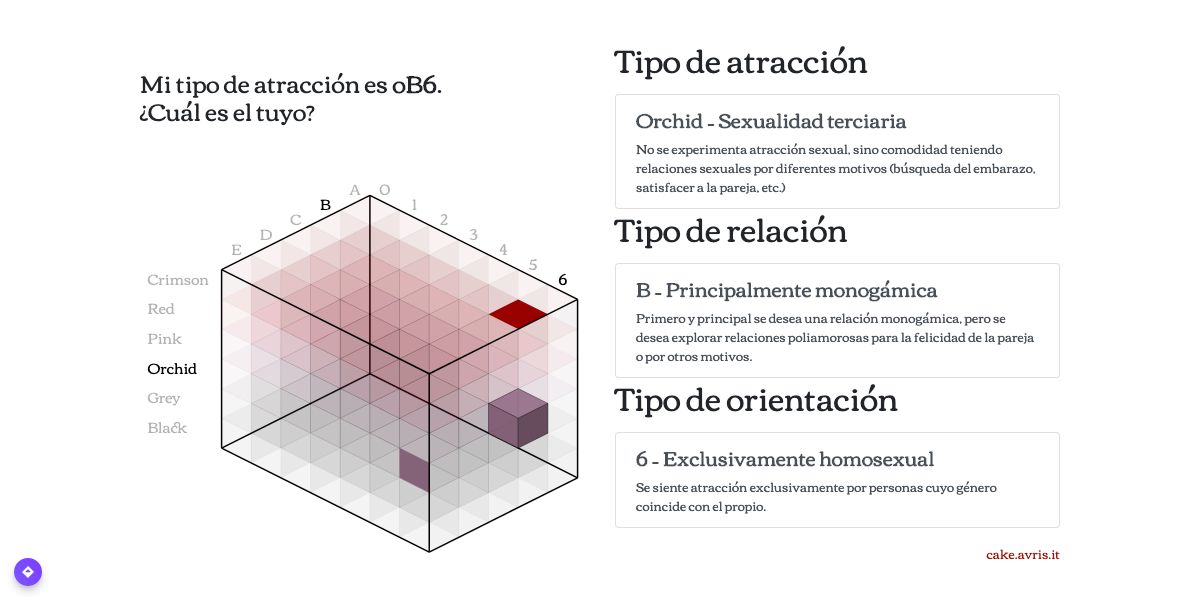 Mi tipo de atracción es oB6.
¿Cuál es el tuyo?
A
B
C
D
E
0
1
2
3
4
5
6
Crimson
Red
Pink
Orchid
Grey
Black
Tipo de atracción
Orchid - Sexualidad terciaria
No se experimenta atracción sexual, sino comodidad teniendo
relaciones sexuales por diferentes motivos (búsqueda del embarazo,
satisfacer a la pareja, etc.)
Tipo de relación
B - Principalmente monogámica
Primero y principal se desea una relación monogámica, pero se
desea explorar relaciones poliamorosas para la felicidad de la pareja
o por otros motivos.
Tipo de orientación
6 - Exclusivamente homosexual
Se siente atracción exclusivamente por personas cuyo género
coincide con el propio.
cake.avris.it